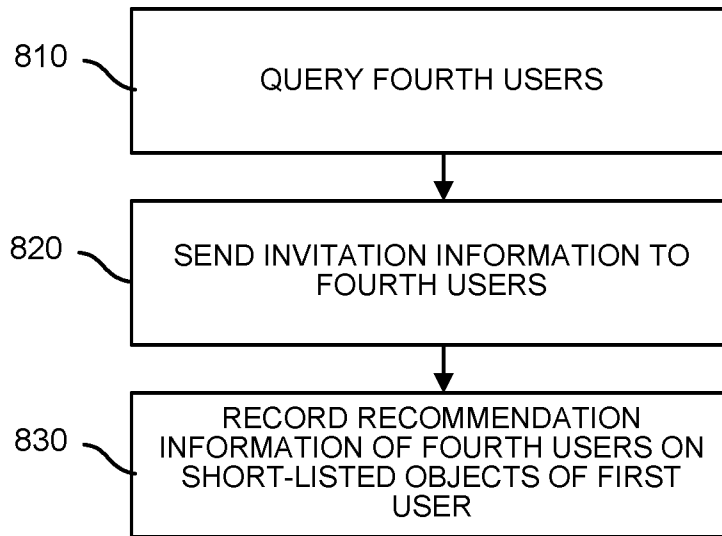 810
QUERY FOURTH USERS
820
SEND INVITATION INFORMATION TO
FOURTH USERS
830
RECORD RECOMMENDATION
INFORMATION OF FOURTH USERS ON
SHORT-LISTED OBJECTS OF FIRST
USER